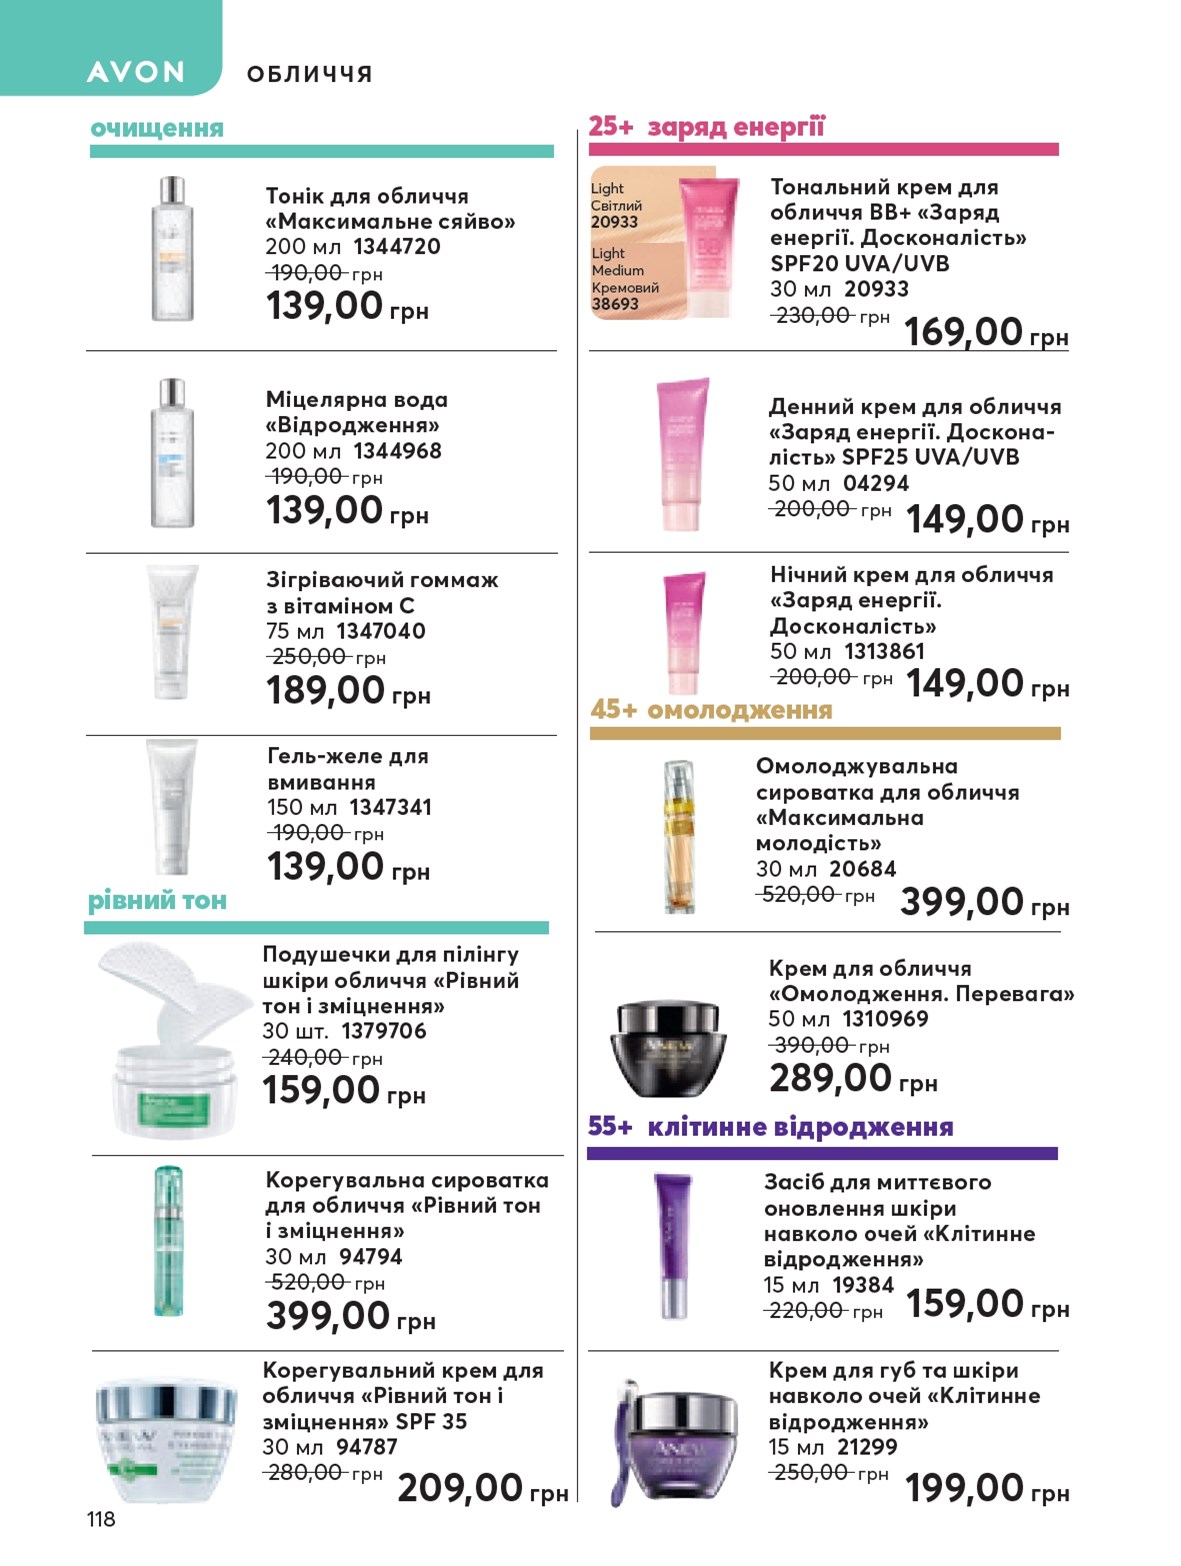 AVON ОБЛИЧЧЯ
очищення
Тонік для обличчя
«Максимальне сяйво»
200 мл 1344720
190,00 грн
139,00 грн
Міцелярна вода
«Відродження»
200 мл 1344968
190,00 грн
139,00 грн
Зігріваючий гоммаж
з вітаміном С
75 мл 1347040
250,00 грн
189,00 грн
Гель-желе для
вмивання
150 мл 1347341
190,00 грн
139,00 грн
рівний тон
Подушечки для пілінгу
шкіри обличчя «Рівний
тон і зміцнення»
30 шт. 1379706
240,00 грн
159,00 грн
Корегувальна сироватка
для обличчя «Рівний тон
і зміцнення»
30 мл 94794
520,00 грн
399,00 грн
Корегувальний крем для
обличчя «Рівний тон і
зміцнення» SPF 35
30 мл 94787
280,00 грн
209,00 грн
ANEW
118
25+ заряд енергії
Light
Світлий
20933
Light
Medium
Кремовий
38693
BB
Тональний крем для
обличчя ВВ+ «Заряд
енергії. Досконалість»
SPF20 UVA/UVB
30 мл 20933
230,00 грн
169,00 грн
Денний крем для обличчя
«Заряд енергії. Доскона-
лість» SPF25 UVA/UVB
50 мл 04294
200,00 грн
149,00 грн
Нічний крем для обличчя
«Заряд енергії.
Досконалість»
50 мл 1313861
200,00 грн
149,00 грн
45+ омолодження
Омолоджувальна
сироватка для обличчя
«Максимальна
молодість»
30 мл 20684
520,00 грн
399,00 грн
ANEW
Крем для обличчя
«Омолодження. Перевага»
50 мл 1310969
390,00 грн
289,00 грн
55+ клітинне відродження
Засіб для миттєвого
оновлення шкіри
навколо очей «Клітинне
відродження»
15 мл 19384
220,00 грн
159,00 грн
ANEW
Крем для губ та шкіри
навколо очей «Клітинне
відродження»
15 мл 21299
250,00 грн
199,00 грн